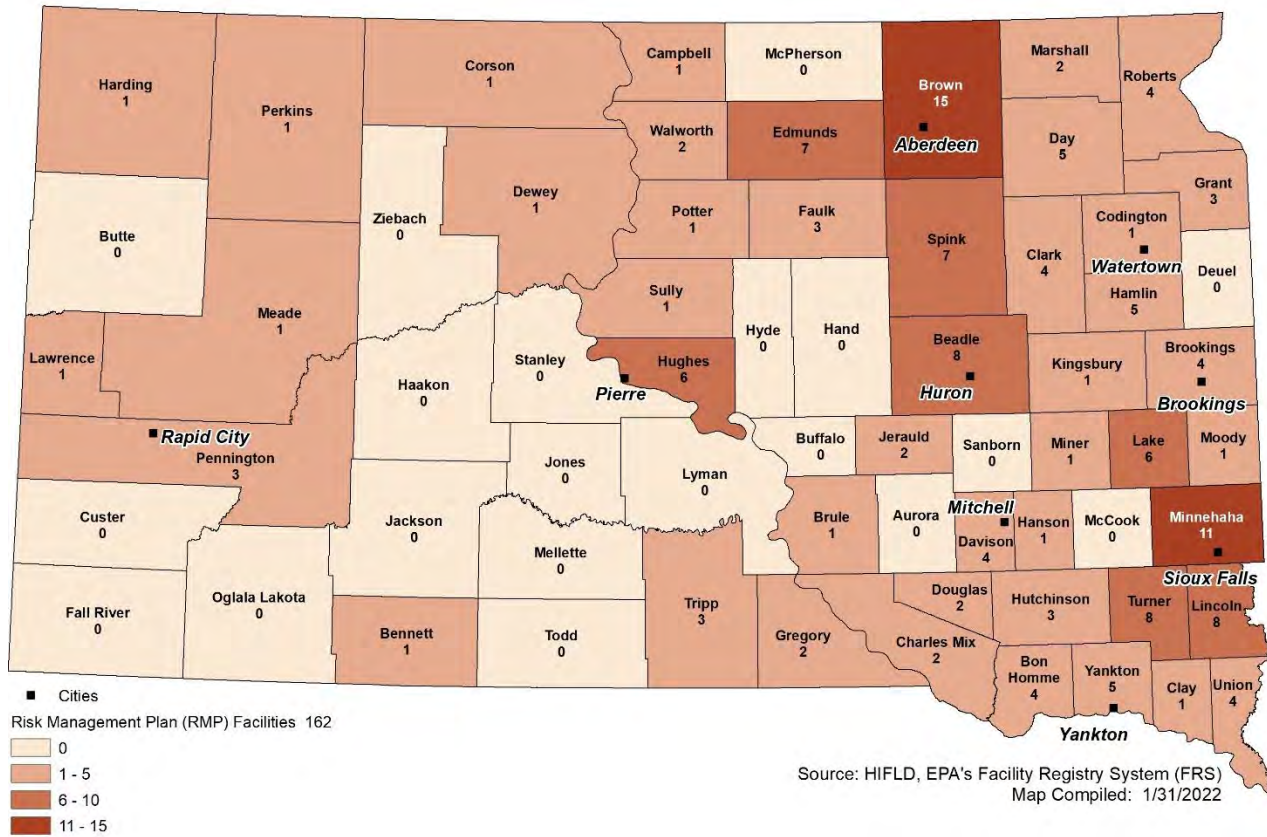 Harding
1
Perkins
1
Corson
1
Campbell
1
McPherson
0
Brown
15
Aberdeen
Marshall
2
Roberts
4
Walworth
2
Edmunds
7
Day
5
Grant
3
Butte
0
Ziebach
0
Dewey
1
Potter
1
Faulk
3
Spink
7
Clark
4
Codington
1
Watertown
Hamlin
5
Deuel
0
Meade
1
Lawrence
1
Haakon
0
Stanley
0
Sully
1
Hughes
6
Pierre
Hyde
0
Hand
0
Beadle
8
Huron
Kingsbury
1
Brookings
4
Brookings
Rapid City
Pennington
3
Jones
0
Lyman
0
Buffalo
0
Jerauld
2
Sanborn
0
Miner
1
Lake
6
Moody
1
Custer
0
Jackson
0
Mellette
0
Brule
1
Aurora
0
Mitchell
Davison
4
Hanson
1
McCook
0
Minnehaha
11
Sioux Falls
Fall River
0
Oglala Lakota
0
Bennett
1
Todd
0
Tripp
3
Gregory
2
Douglas
2
Charles Mix
2
Hutchinson
3
Turner
8
Lincoln
8
Bon
Homme
4
Yankton
5
Yankton
Clay
1
Union
4
Cities
Risk Management Plan (RMP) Facilities 162
0
1 - 5
6 - 10
11 - 15
Source: HIFLD, EPA's Facility Registry System (FRS)
Map Compiled: 1/31/2022